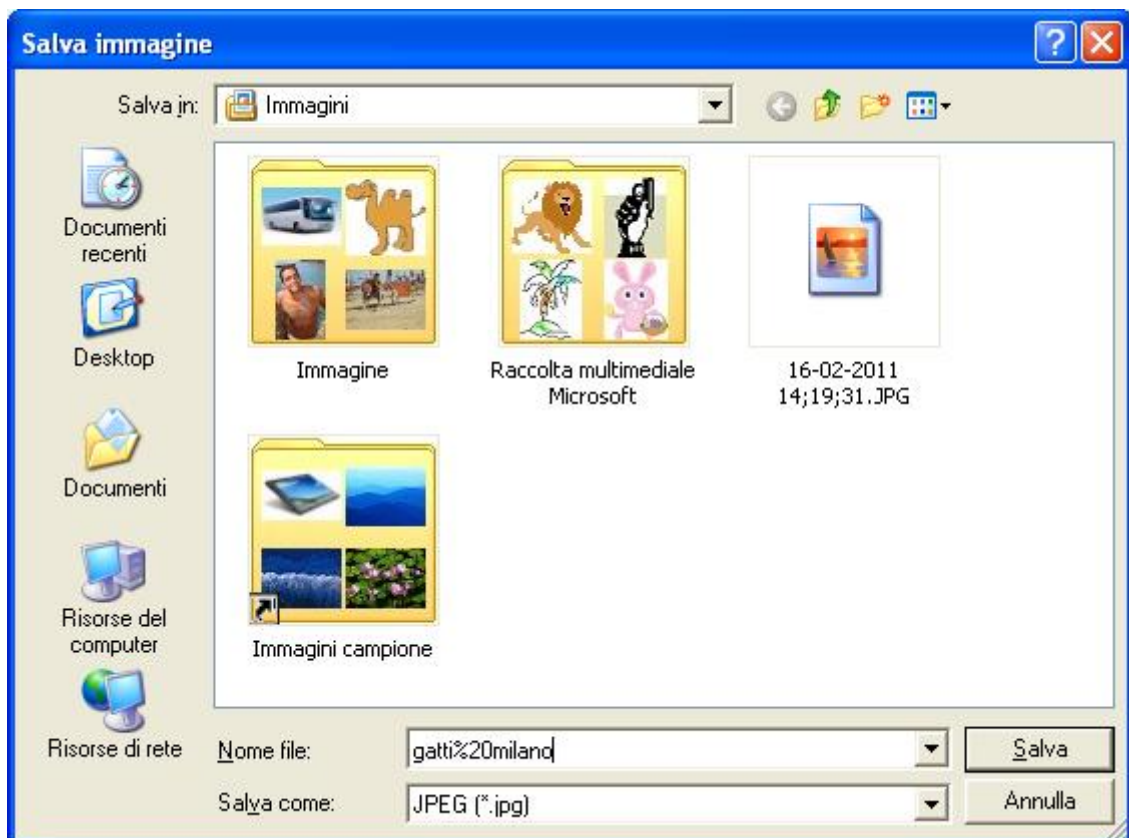 Salva immagine
Salva in: Immagini
Documenti
recenti
Desktop
Documenti
Risorse del
computer
Risorse di rete
Immagine
Raccolta multimediale
Microsoft
16-02-2011
14;19;31.JPG
Immagini campione
Nome file: gatti%20milano Salva
Salva come: JPEG (*.jpg) Annulla